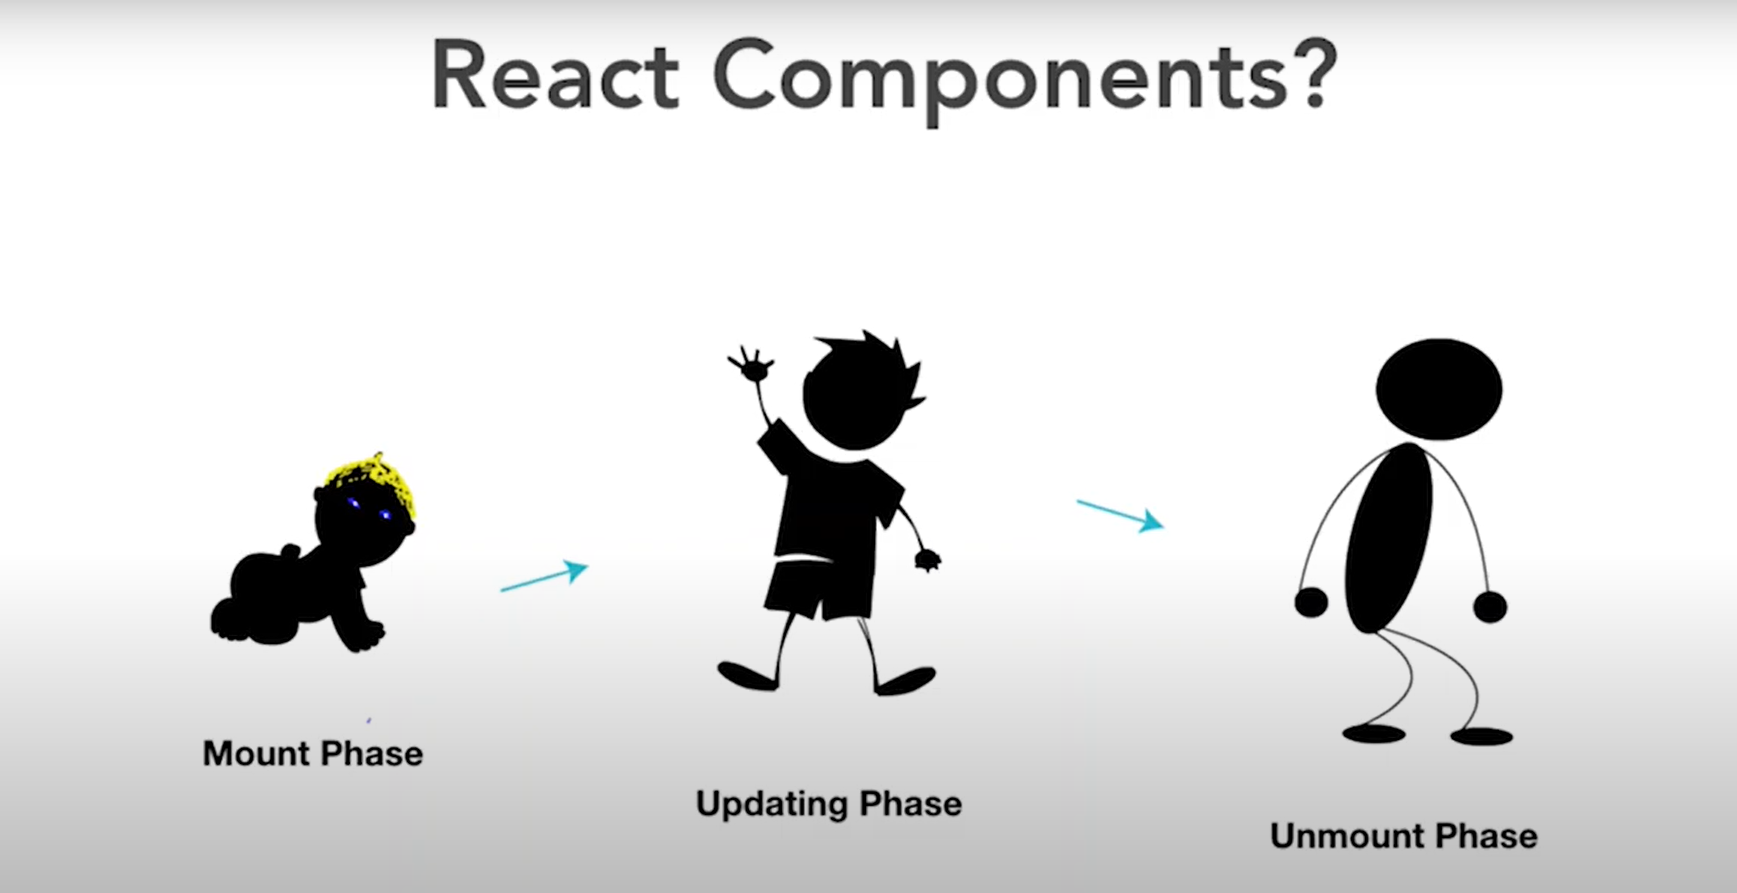 React Components?
Mount Phase
Updating Phase
Unmount Phase